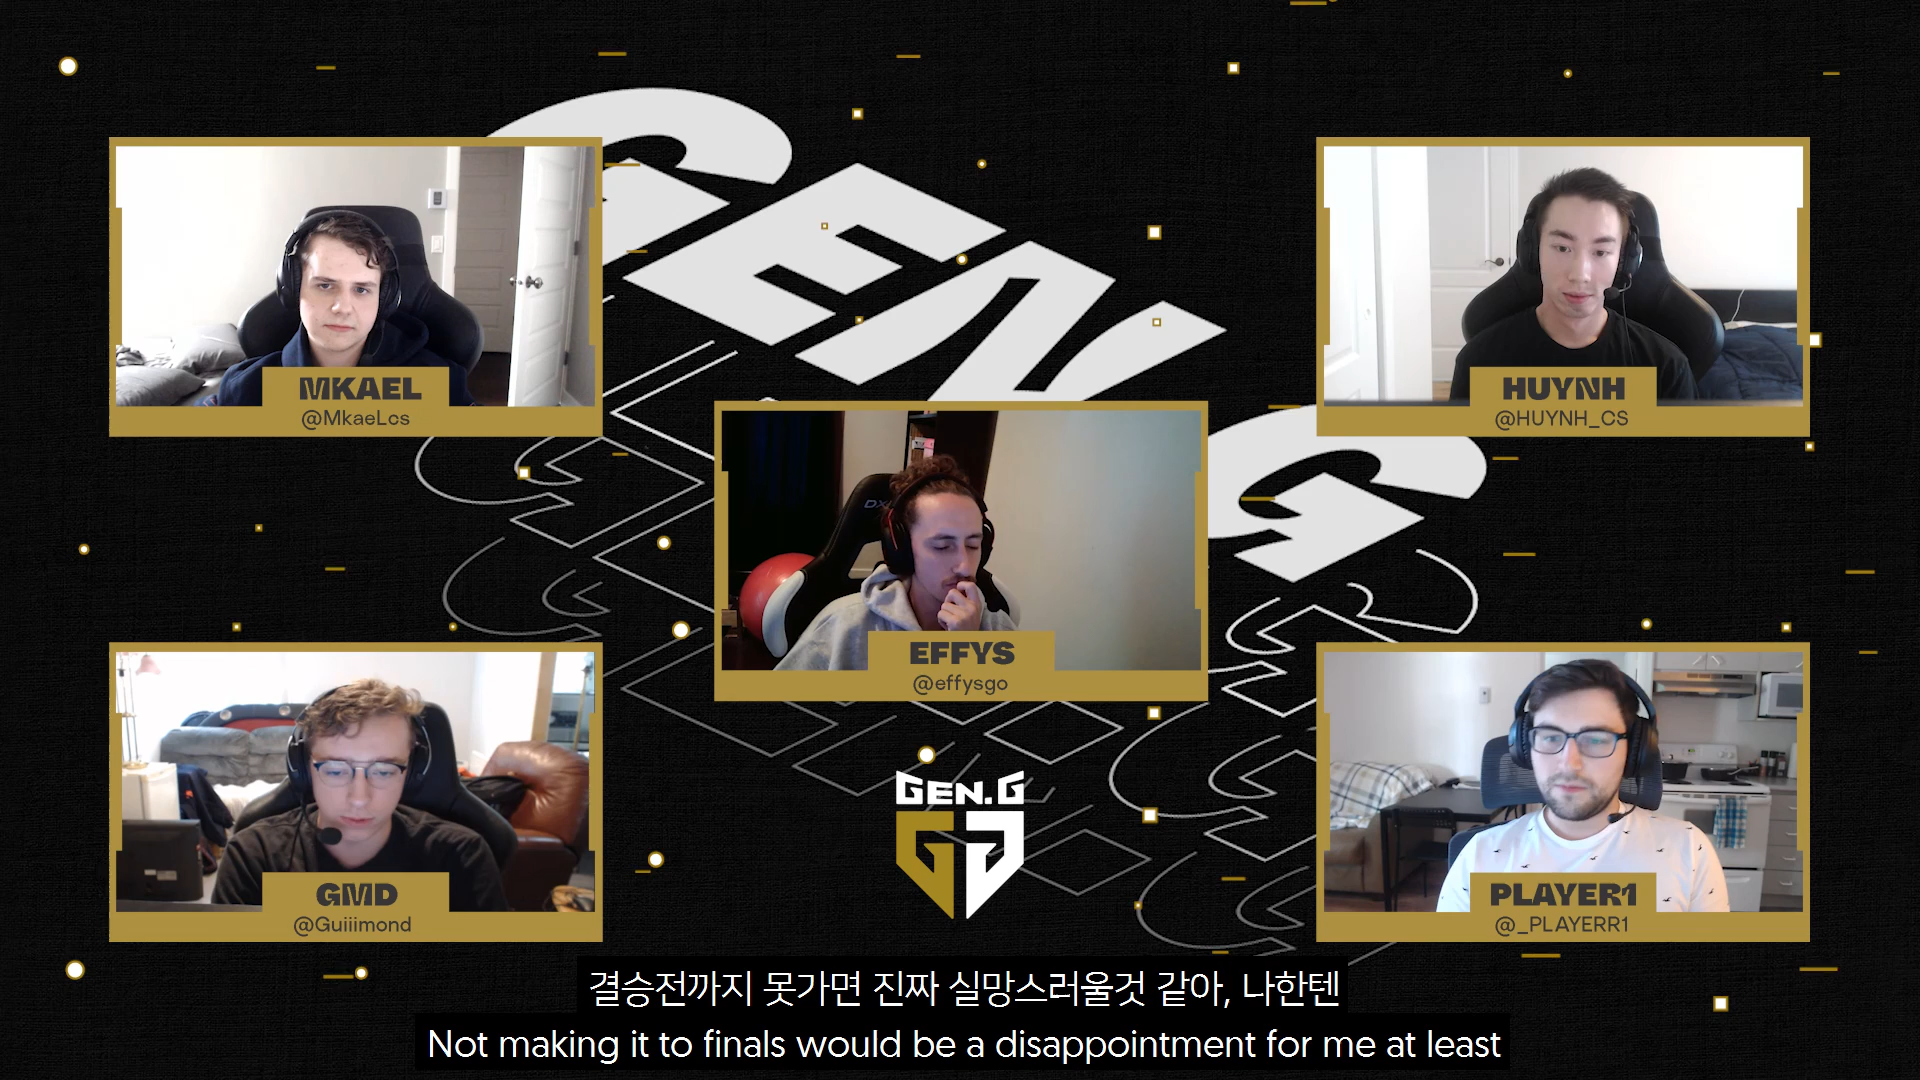 GEN.G
MKAEL
@MkaeLcs
HUYNH
@HUYNH_CS
DX
EFFYS
@effysgo
GMD
@Guiiimond
PLAYER1
@_PLAYERR1
GEN.G
결승전까지 못가면 진짜 실망스러울것 같아, 나한텐
Not making it to finals would be a disappointment for me at least